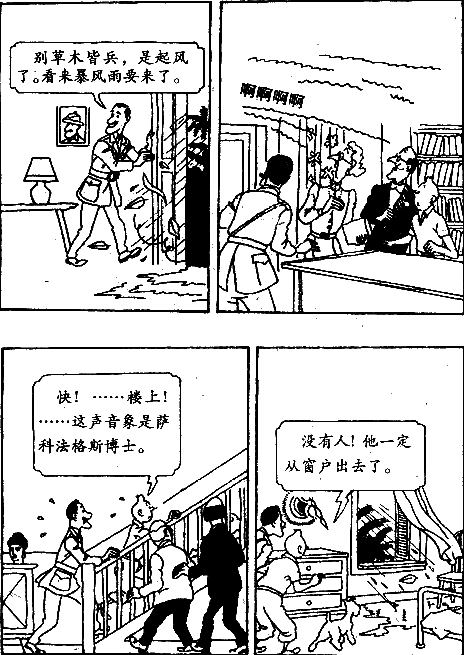 别草木皆兵，是起风
了。看来暴风雨要来了。
啊啊啊啊
快！……楼上！
……这声音象是萨
科法格斯博士。
没有人！他一定
从窗户出去了。